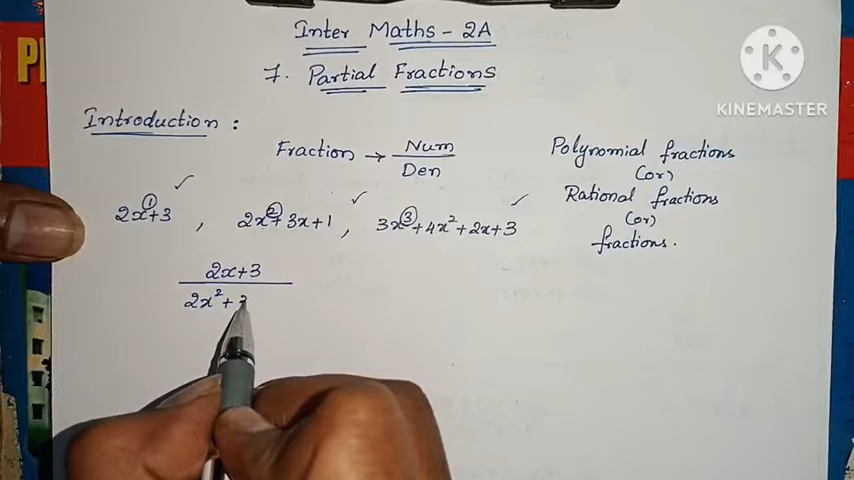 Inter Maths - 2A
7. Partial Fractions
Introduction :
Fraction → Num/Den
Polynomial fractions
(or)
Rational fractions
(or)
fractions.
2x+3 , 2x²+3x+1 , 3x³+4x²+2x+3
2x+3
2x²+
K
KINEMASTER